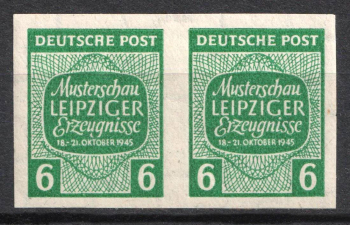 DEUTSCHE POST
Musterschau
LEIPZIGER
Erzeugnisse
18.-21. OKTOBER 1945
6 6
DEUTSCHE POST
Musterschau
LEIPZIGER
Erzeugnisse
18.-21. OKTOBER 1945
6 6